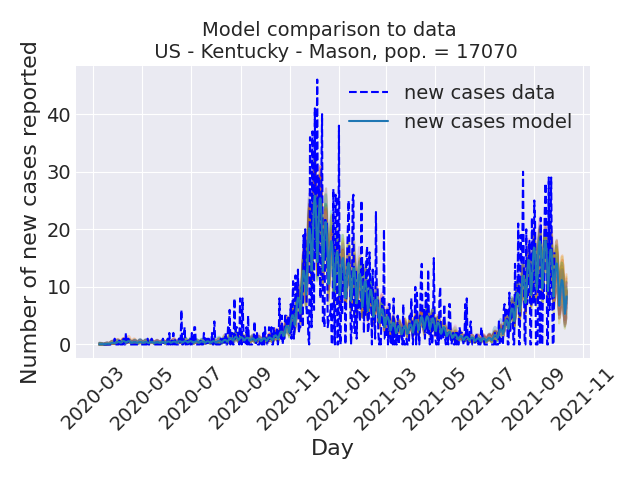 Model comparison to data
US - Kentucky - Mason, pop. = 17070
new cases data
new cases model
Number of new cases reported
40
30
20
10
0
2020-03
2020-05
2020-07
2020-09
2020-11
2021-01
2021-03
2021-05
2021-07
2021-09
2021-11
Day